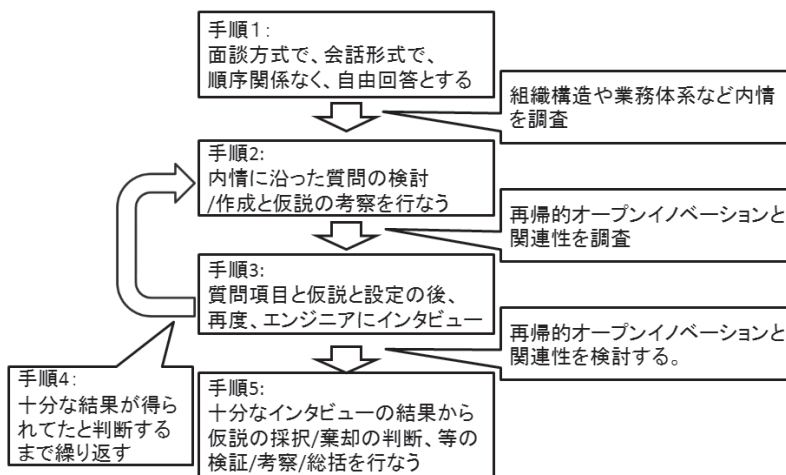 手順1:
面談方式で、会話形式で、
順序関係なく、自由回答とする
組織構造や業務体系など内情
を調査
手順2:
内情に沿った質問の検討
/作成と仮説の考察を行なう
再帰的オープンイノベーションと
関連性を調査
手順3:
質問項目と仮説と設定の後、
再度、エンジニアにインタビュー
再帰的オープンイノベーションと
関連性を検討する。
手順4:
十分な結果が得ら
れてたと判断する
まで繰り返す
手順5:
十分なインタビューの結果から
仮説の採択/棄却の判断、等の
検証/考察/総括を行なう